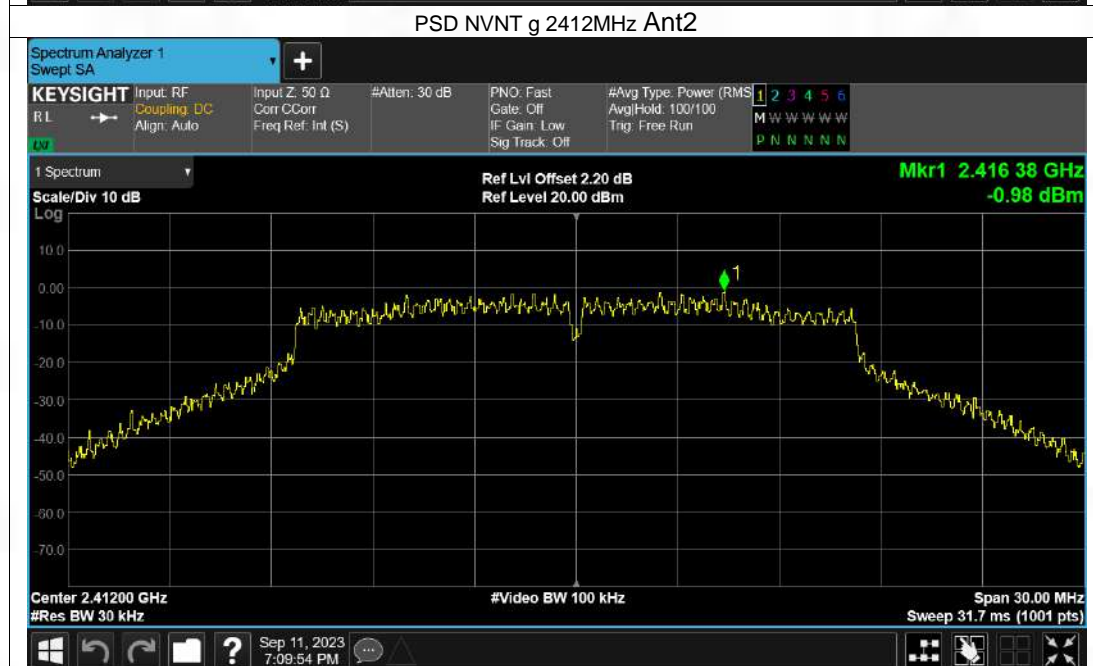 PSD NVNT g 2412MHz Ant2
Spectrum Analyzer 1
Swept SA
+
KEYSIGHT
RL
LXI
Input: RF
Coupling: DC
Align: Auto
Input Z: 50 Ω
Corr CCorr
Freq Ref: Int (S)
#Atten: 30 dB
PNO: Fast
Gate: Off
IF Gain: Low
Sig Track: Off
#Avg Type: Power (RMS
Avg|Hold: 100/100
Trig: Free Run
1 2 3 4 5 6
M W W W W W
P N N N N N
1 Spectrum
Scale/Div 10 dB
Log
Ref Lvl Offset 2.20 dB
Ref Level 20.00 dBm
Mkr1 2.416 38 GHz
-0.98 dBm
1
10.0
0.00
-10.0
-20.0
-30.0
-40.0
-50.0
-60.0
-70.0
Center 2.41200 GHz
#Res BW 30 kHz
#Video BW 100 kHz
Span 30.00 MHz
Sweep 31.7 ms (1001 pts)
?
Sep 11, 2023
7:09:54 PM